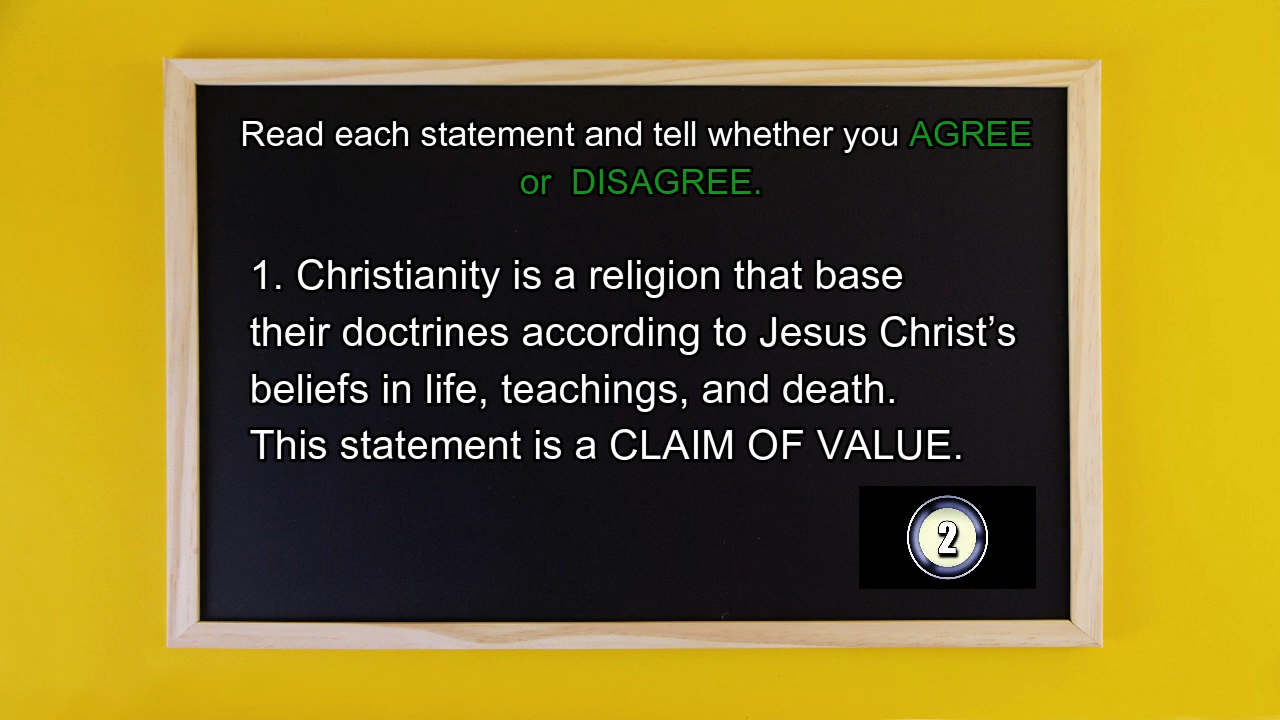 Read each statement and tell whether you AGREE
or DISAGREE.
1. Christianity is a religion that base
their doctrines according to Jesus Christ’s
beliefs in life, teachings, and death.
This statement is a CLAIM OF VALUE.
2